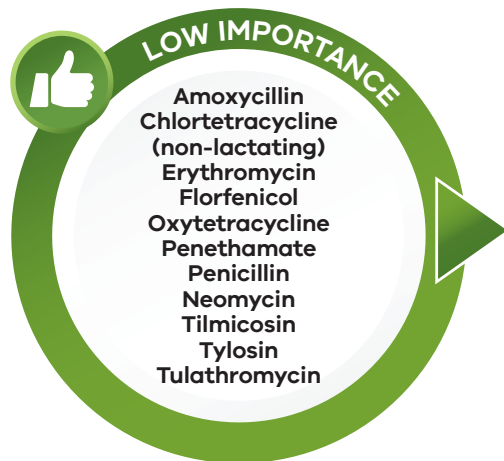 LOW IMPORTANCE
Amoxycillin
Chlortetracycline
(non-lactating)
Erythromycin
Florfenicol
Oxytetracycline
Penethamate
Penicillin
Neomycin
Tilmicosin
Tylosin
Tulathromycin